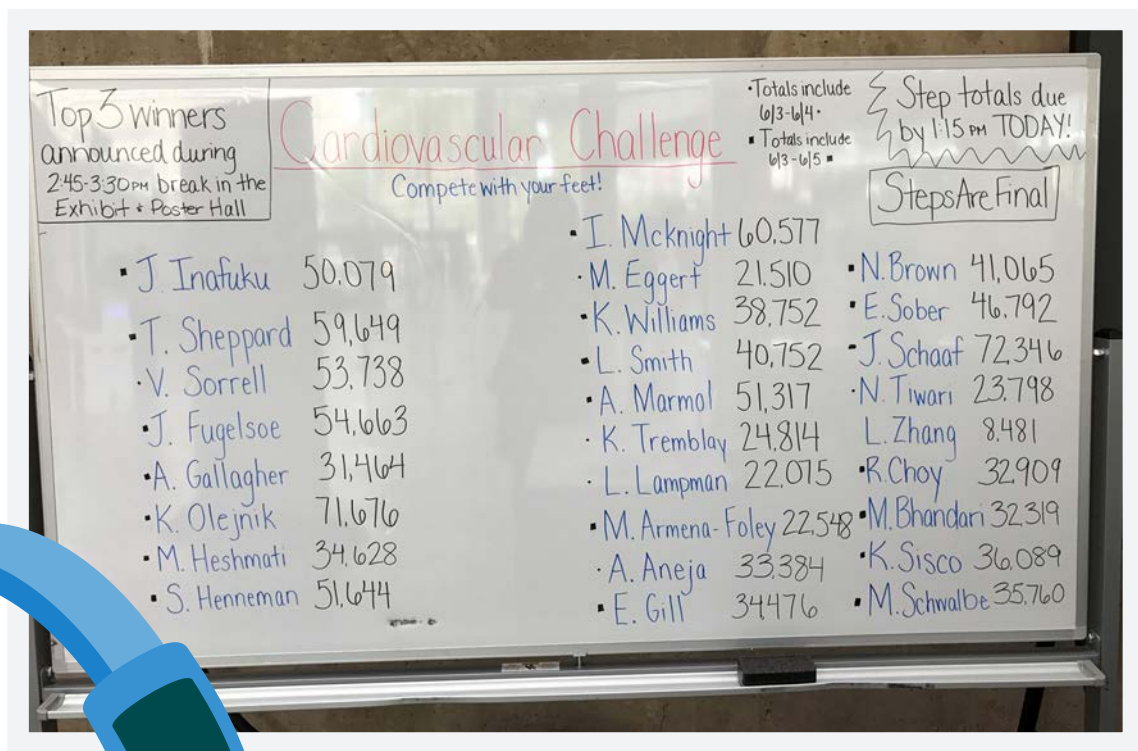 Top 3 winners
announced during
2:45-3:30PM break in the
Exhibit + Poster Hall
Cardiovascular Challenge
Compete with your feet!
•Totals include
6/3-6/4•
▪Totals include
6/3-6/5▪
Step totals due
by 1:15 PM TODAY!
Steps Are Final
▪J. Inafuku 50,079
▪T. Sheppard 59,649
•V. Sorrell 53,738
▪J. Fugelsoe 54,663
▪A. Gallagher 31,464
▪K. Olejnik 71,676
▪M. Heshmati 34,628
▪S. Henneman 51,644
▪I. Mcknight 60,577
•M. Eggert 21,510
▪K. Williams 38,752
▪L. Smith 40,752
▪A. Marmol 51,317
•K. Tremblay 24,814
•L. Lampman 22,075
▪M. Armena-Foley 22,548
•A. Aneja 33,384
▪E. Gill 34476
▪N. Brown 41,065
▪E. Sober 46,792
▪J. Schaaf 72,346
•N. Tiwari 23,798
L. Zhang 8,481
▪R. Choy 32,909
▪M. Bhandari 32,319
▪K. Sisco 36,089
▪M. Schwalbe 35,760